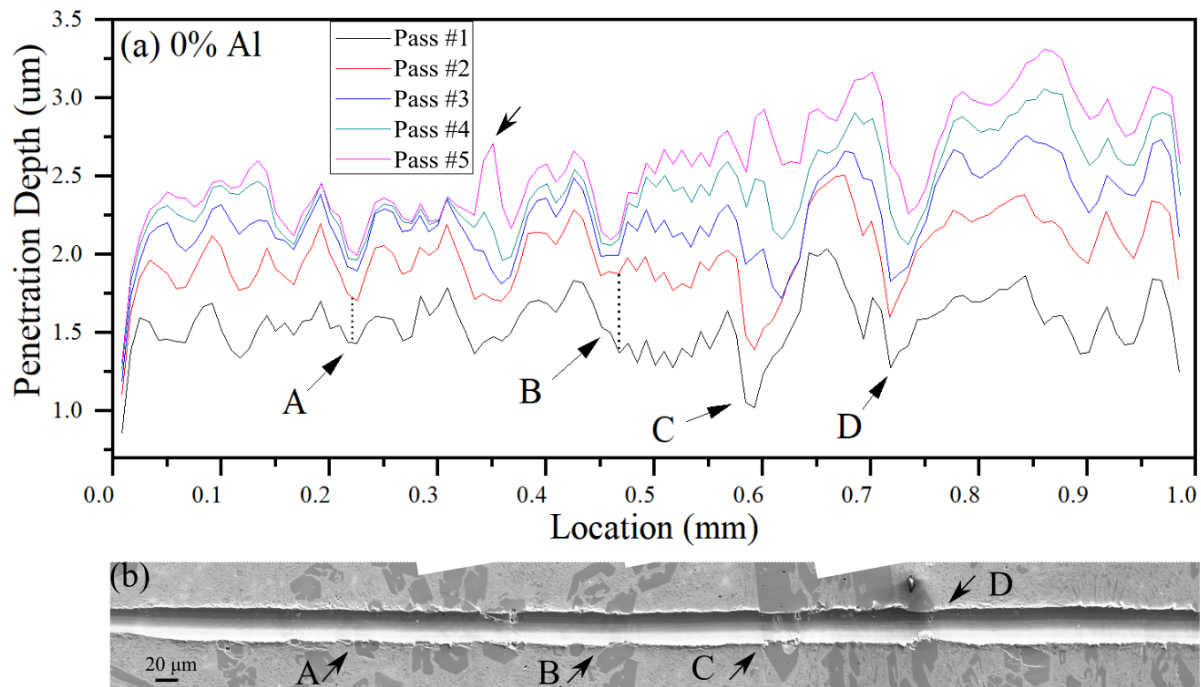 (a) 0% Al
Pass #1
Pass #2
Pass #3
Pass #4
Pass #5
Penetration Depth (um)
3.5
3.0
2.5
2.0
1.5
1.0
A
B
C
D
0.0 0.1 0.2 0.3 0.4 0.5 0.6 0.7 0.8 0.9 1.0
Location (mm)
(b)
D
A
B
C
20 μm